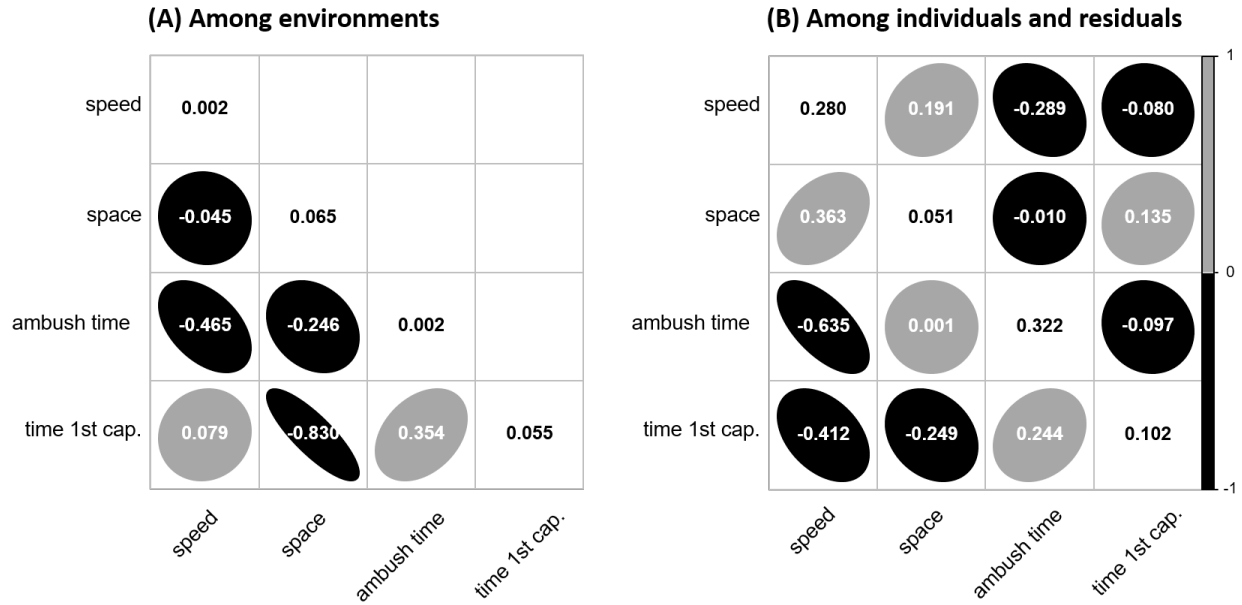 (A) Among environments
speed 0.002
space -0.045 0.065
ambush time -0.465 -0.246 0.002
time 1st cap. 0.079 -0.830 0.354 0.055
speed space ambush time time 1st cap.
(B) Among individuals and residuals
speed 0.280 0.191 -0.289 -0.080
space 0.363 0.051 -0.010 0.135
ambush time -0.635 0.001 0.322 -0.097
time 1st cap. -0.412 -0.249 0.244 0.102
speed space ambush time time 1st cap.
1
0
-1